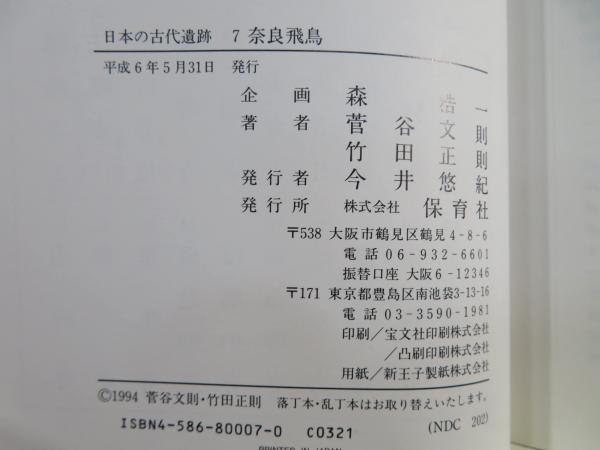 日本の古代遺跡 7 奈良飛鳥
平成6年5月31日 発行
企画 森 浩一
著者 菅谷文則
竹田正則
発行者 今井悠紀
発行所 株式会社 保育社
〒538 大阪市鶴見区鶴見4-8-6
電話 06-932-6601
振替口座 大阪6-12346
〒171 東京都豊島区南池袋3-13-16
電話 03-3590-1981
印刷/宝文社印刷株式会社
/凸刷印刷株式会社
用紙/新王子製紙株式会社
©1994 菅谷文則・竹田正則 落丁本・乱丁本はお取り替えいたします。
ISBN4-586-80007-0 C0321 (NDC 202)
PRINTED IN JAPAN